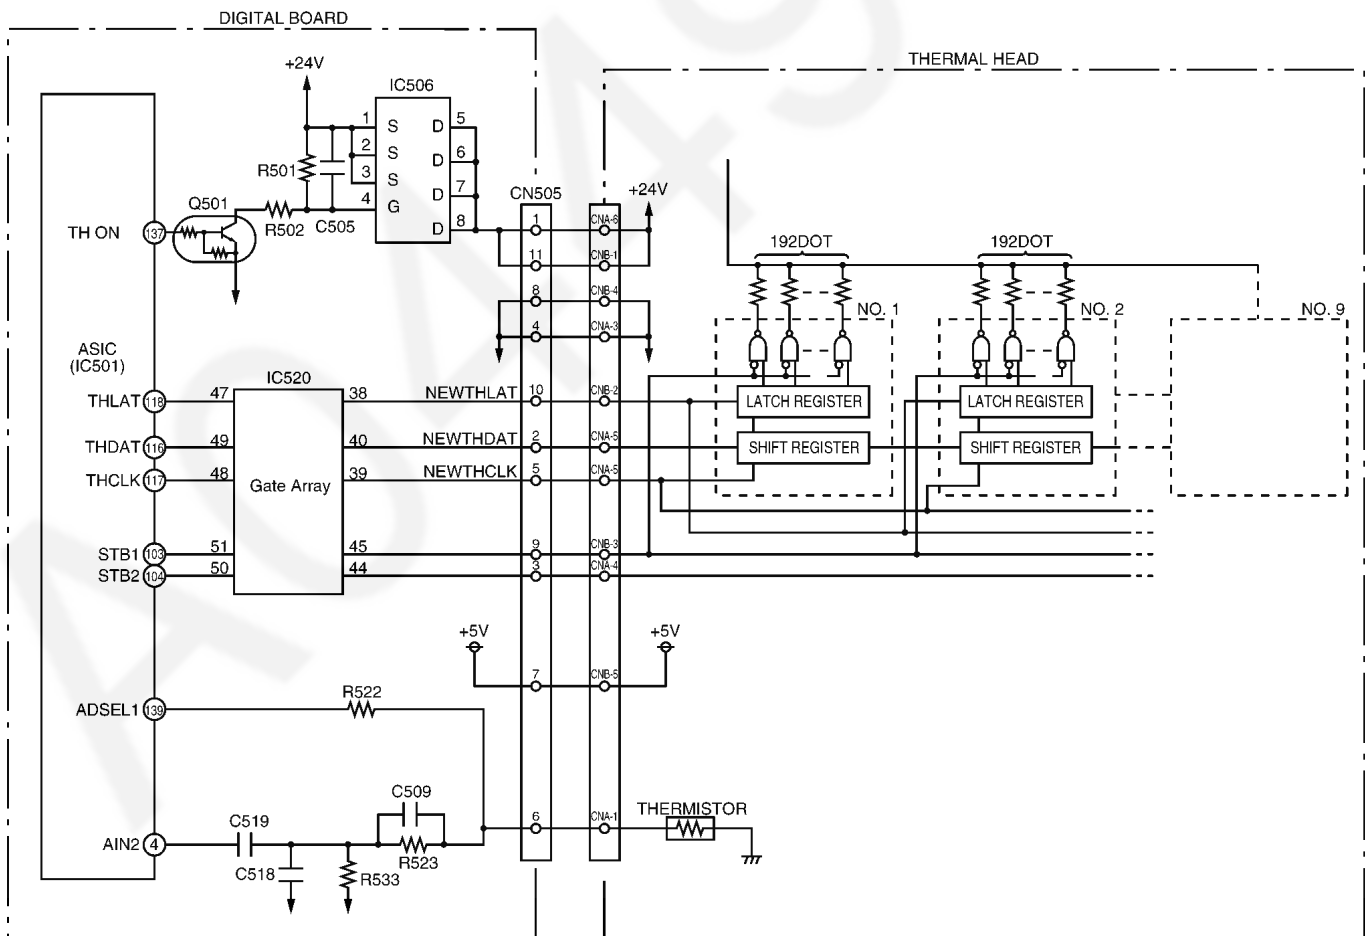 DIGITAL BOARD
THERMAL HEAD
+24V
IC506
1 S D 5
2 S D 6
3 S D 7
4 G D 8
R501
C505
Q501
R502
TH ON 137
CN505
+24V
1 CNA-6
11 CNB-1
8 CNB-4
4 CNA-3
192DOT
192DOT
NO. 1
NO. 2
NO. 9
ASIC
(IC501)
IC520
Gate Array
THLAT 118 47 38 NEWTHLAT 10 CNB-2
LATCH REGISTER
LATCH REGISTER
THDAT 116 49 40 NEWTHDAT 2 CNA-5
SHIFT REGISTER
SHIFT REGISTER
THCLK 117 48 39 NEWTHCLK 5 CNA-5
STB1 103 51 45 9 CNB-3
STB2 104 50 44 3 CNA-4
+5V
+5V
7 CNB-5
ADSEL1 139
R522
C509
C519
R523
AIN2 4
C518
R533
6 CNA-1
THERMISTOR
A0449